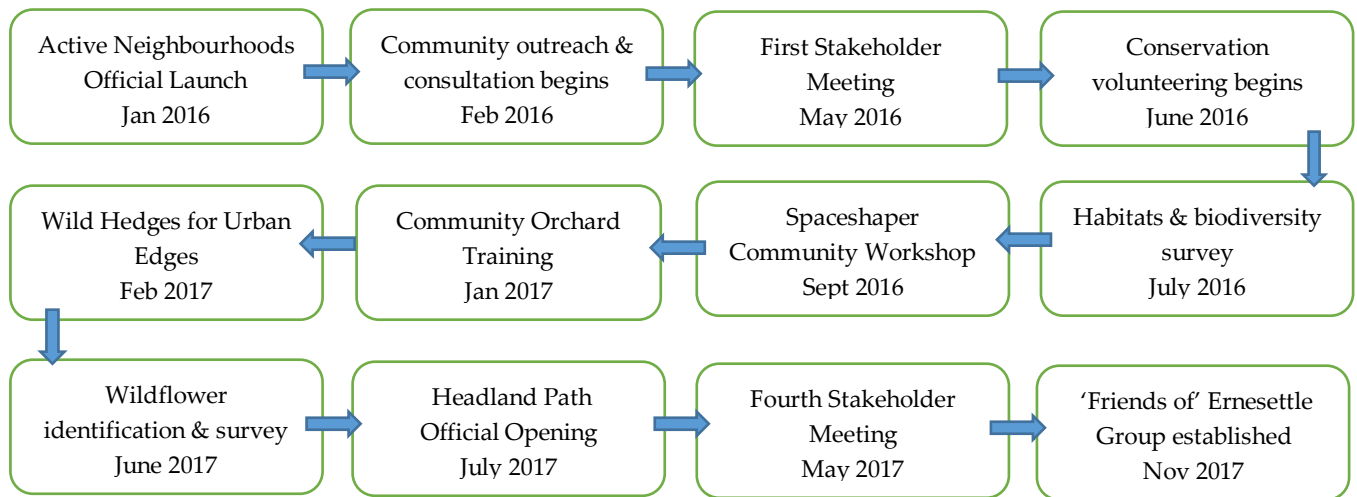 Active Neighbourhoods
Official Launch
Jan 2016
Community outreach &
consultation begins
Feb 2016
First Stakeholder
Meeting
May 2016
Conservation
volunteering begins
June 2016
Habitats & biodiversity
survey
July 2016
Spaceshaper
Community Workshop
Sept 2016
Community Orchard
Training
Jan 2017
Wild Hedges for Urban
Edges
Feb 2017
Wildflower
identification & survey
June 2017
Headland Path
Official Opening
July 2017
Fourth Stakeholder
Meeting
May 2017
‘Friends of’ Ernesettle
Group established
Nov 2017